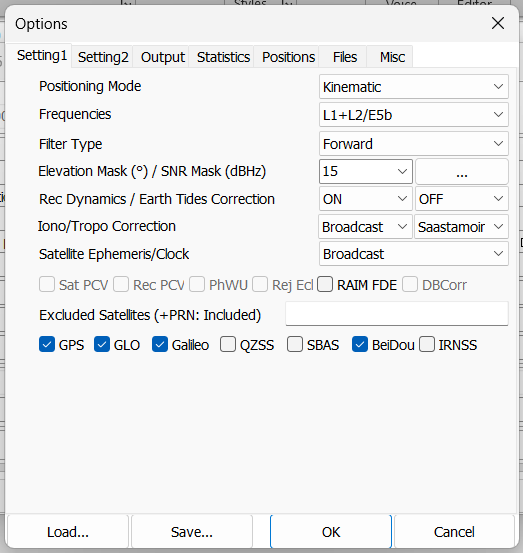 Styles
Voice
Editor
Options
Setting1 Setting2 Output Statistics Positions Files Misc
Positioning Mode Kinematic
Frequencies L1+L2/E5b
Filter Type Forward
Elevation Mask (°) / SNR Mask (dBHz) 15 ...
Rec Dynamics / Earth Tides Correction ON OFF
Iono/Tropo Correction Broadcast Saastamoir
Satellite Ephemeris/Clock Broadcast
Sat PCV Rec PCV PhWU Rej Ecl RAIM FDE DBCorr
Excluded Satellites (+PRN: Included)
GPS GLO Galileo QZSS SBAS BeiDou IRNSS
Load... Save... OK Cancel